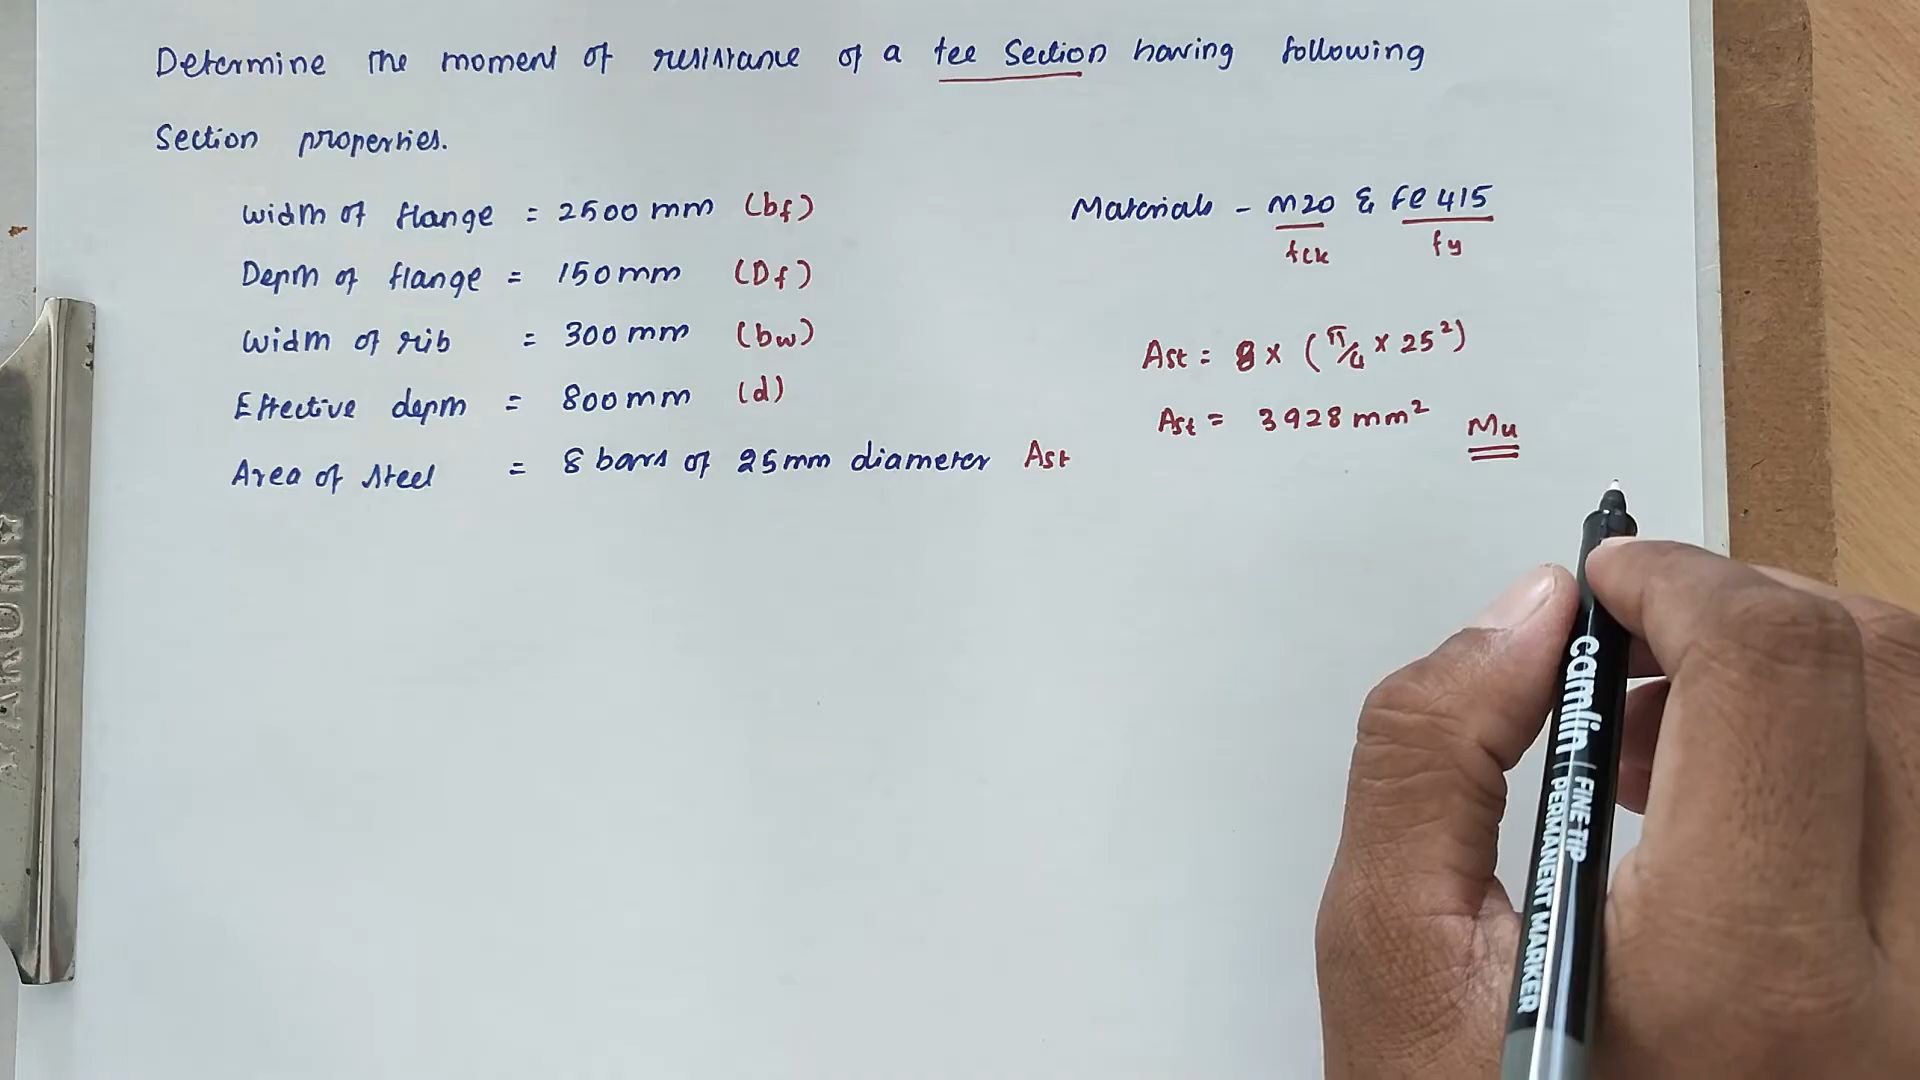 Determine the moment of resistance of a tee Section having following
Section properties.
Width of flange = 2500 mm (bf)
Depth of flange = 150 mm (Df)
Width of rib = 300 mm (bw)
Effective depth = 800 mm (d)
Area of steel = 8 bars of 25 mm diameter Ast
Materials - M20 & Fe 415
fck fy
Ast = 8 × (π/4 × 25²)
Ast = 3928 mm²
Mu
camlin | FINE TIP
PERMANENT MARKER